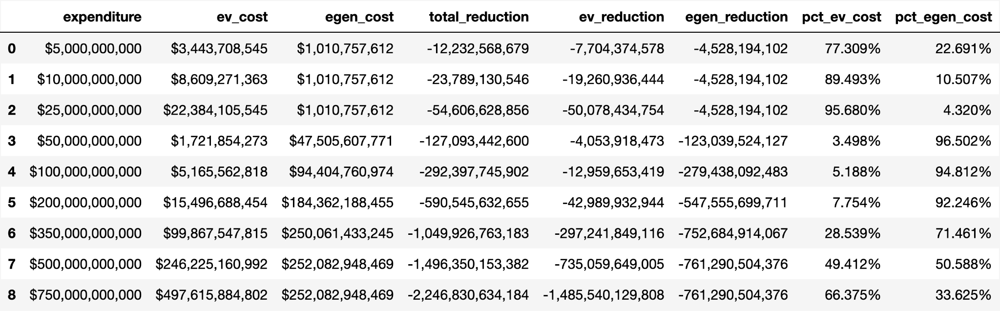 expenditure ev_cost egen_cost total_reduction ev_reduction egen_reduction pct_ev_cost pct_egen_cost
0 $5,000,000,000 $3,443,708,545 $1,010,757,612 -12,232,568,679 -7,704,374,578 -4,528,194,102 77.309% 22.691%
1 $10,000,000,000 $8,609,271,363 $1,010,757,612 -23,789,130,546 -19,260,936,444 -4,528,194,102 89.493% 10.507%
2 $25,000,000,000 $22,384,105,545 $1,010,757,612 -54,606,628,856 -50,078,434,754 -4,528,194,102 95.680% 4.320%
3 $50,000,000,000 $1,721,854,273 $47,505,607,771 -127,093,442,600 -4,053,918,473 -123,039,524,127 3.498% 96.502%
4 $100,000,000,000 $5,165,562,818 $94,404,760,974 -292,397,745,902 -12,959,653,419 -279,438,092,483 5.188% 94.812%
5 $200,000,000,000 $15,496,688,454 $184,362,188,455 -590,545,632,655 -42,989,932,944 -547,555,699,711 7.754% 92.246%
6 $350,000,000,000 $99,867,547,815 $250,061,433,245 -1,049,926,763,183 -297,241,849,116 -752,684,914,067 28.539% 71.461%
7 $500,000,000,000 $246,225,160,992 $252,082,948,469 -1,496,350,153,382 -735,059,649,005 -761,290,504,376 49.412% 50.588%
8 $750,000,000,000 $497,615,884,802 $252,082,948,469 -2,246,830,634,184 -1,485,540,129,808 -761,290,504,376 66.375% 33.625%